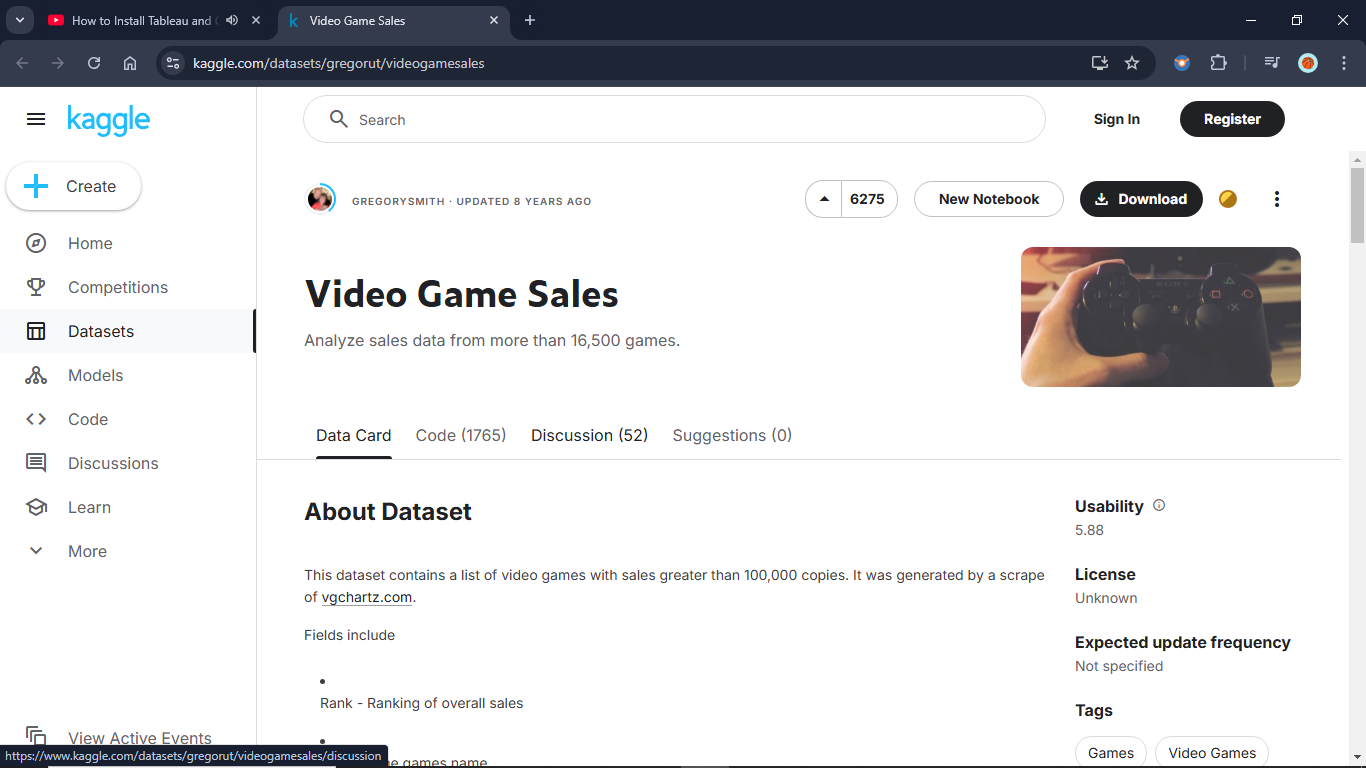 How to Install Tableau and
Video Game Sales
kaggle.com/datasets/gregorut/videogamesales
kaggle
Search
Sign In
Register
Create
GREGORYSMITH · UPDATED 8 YEARS AGO
6275
New Notebook
Download
Home
Competitions
Datasets
Models
Code
Discussions
Learn
More
View Active Events
Video Game Sales
Analyze sales data from more than 16,500 games.
SONY
Data Card
Code (1765)
Discussion (52)
Suggestions (0)
About Dataset
This dataset contains a list of video games with sales greater than 100,000 copies. It was generated by a scrape
of vgchartz.com.
Fields include
Rank - Ranking of overall sales
games name
Usability
5.88
License
Unknown
Expected update frequency
Not specified
Tags
Games
Video Games
https://www.kaggle.com/datasets/gregorut/videogamesales/discussion